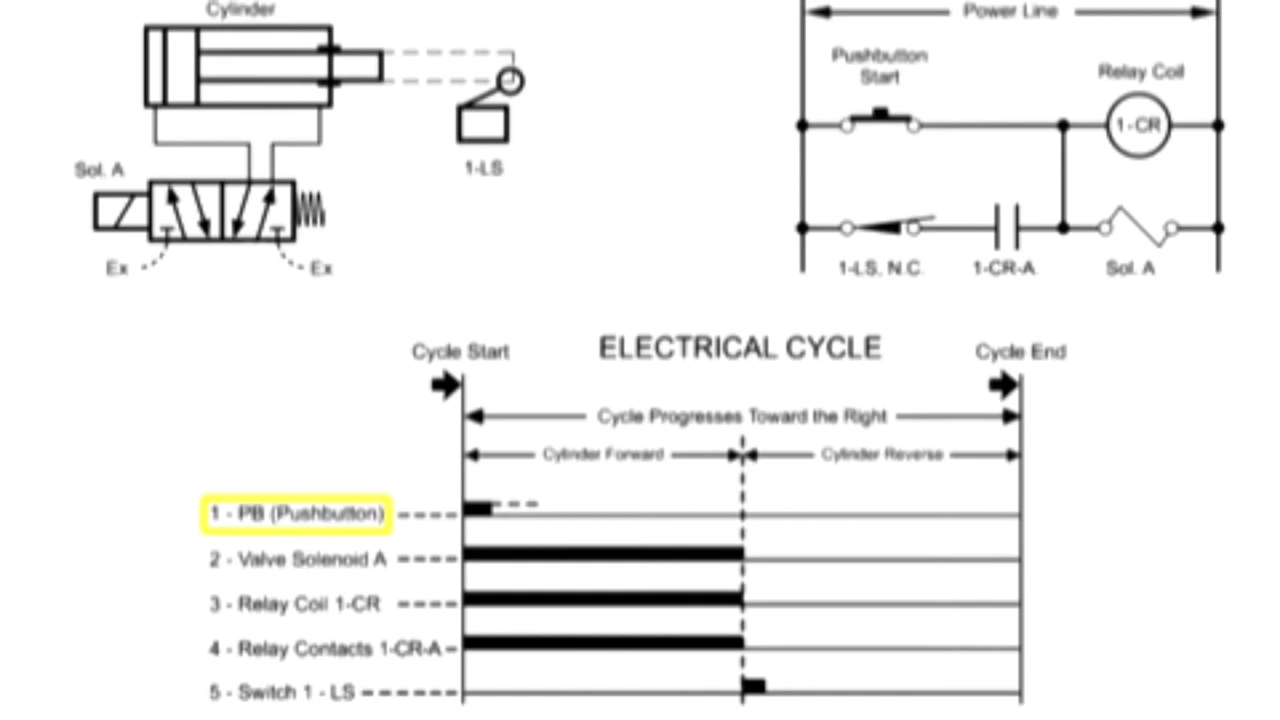 Cylinder
Sol. A
1-LS
Ex
Ex
Power Line
Pushbutton
Start
Relay Coil
1-CR
1-LS, N.C.
1-CR-A
Sol. A
ELECTRICAL CYCLE
Cycle Start
Cycle End
Cycle Progresses Toward the Right
Cylinder Forward
Cylinder Reverse
1 - PB (Pushbutton)
2 - Valve Solenoid A
3 - Relay Coil 1-CR
4 - Relay Contacts 1-CR-A
5 - Switch 1 - LS